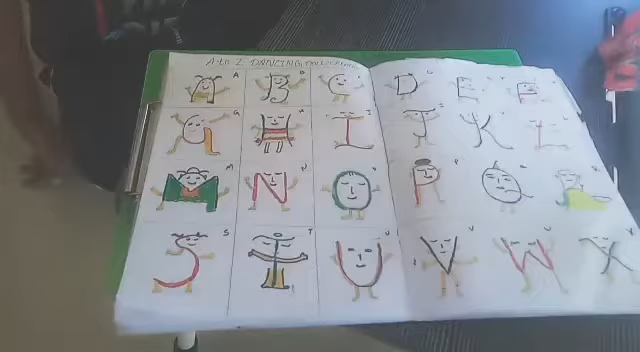 A to Z DANCING
A B C D E F
G H I J K L
M N O P Q R
S T U V W X